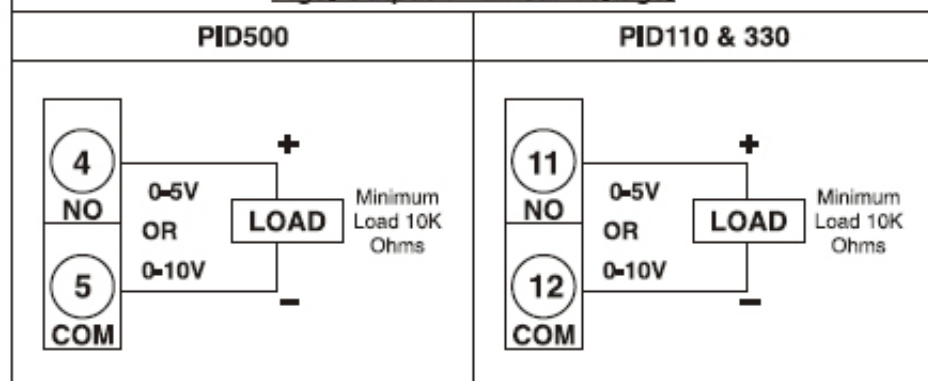 PID500
4
NO
5
COM
0-5V
OR
0-10V
+
LOAD
-
Minimum
Load 10K
Ohms
PID110 & 330
11
NO
12
COM
0-5V
OR
0-10V
+
LOAD
-
Minimum
Load 10K
Ohms